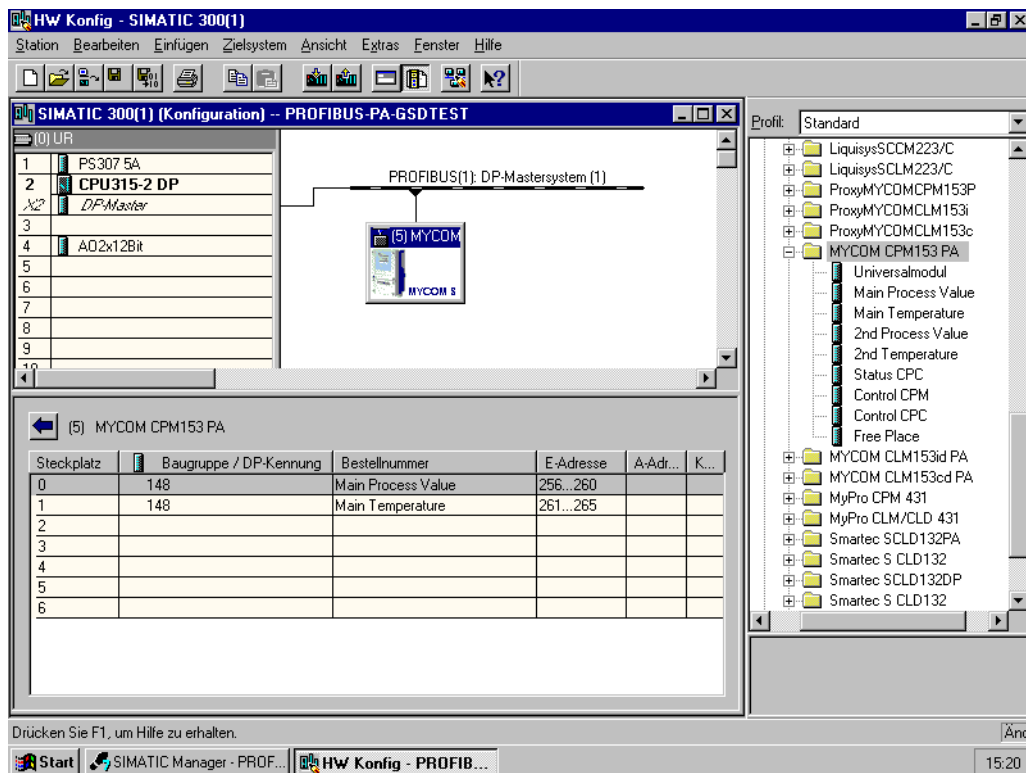 HW Konfig - SIMATIC 300(1)
Station Bearbeiten Einfügen Zielsystem Ansicht Extras Fenster Hilfe
SIMATIC 300(1) (Konfiguration) -- PROFIBUS-PA-GSDTEST
(0) UR
1 PS307 5A
2 CPU315-2 DP
X2 DP-Master
3
4 AO2x12Bit
5
6
7
8
9
10
PROFIBUS(1): DP-Mastersystem (1)
(5) MYCOM
MYCOM S
(5) MYCOM CPM153 PA
Steckplatz Baugruppe / DP-Kennung Bestellnummer E-Adresse A-Adr... K...
0 148 Main Process Value 256...260
1 148 Main Temperature 261...265
2
3
4
5
6
Profil: Standard
LiquisysSCCM223/C
LiquisysSCLM223/C
ProxyMYCOMCPM153P
ProxyMYCOMCLM153i
ProxyMYCOMCLM153c
MYCOM CPM153 PA
Universalmodul
Main Process Value
Main Temperature
2nd Process Value
2nd Temperature
Status CPC
Control CPM
Control CPC
Free Place
MYCOM CLM153id PA
MYCOM CLM153cd PA
MyPro CPM 431
MyPro CLM/CLD 431
Smartec SCLD132PA
Smartec S CLD132
Smartec SCLD132DP
Smartec S CLD132
Drücken Sie F1, um Hilfe zu erhalten.
Änd
Start SIMATIC Manager - PROF... HW Konfig - PROFIB... 15:20